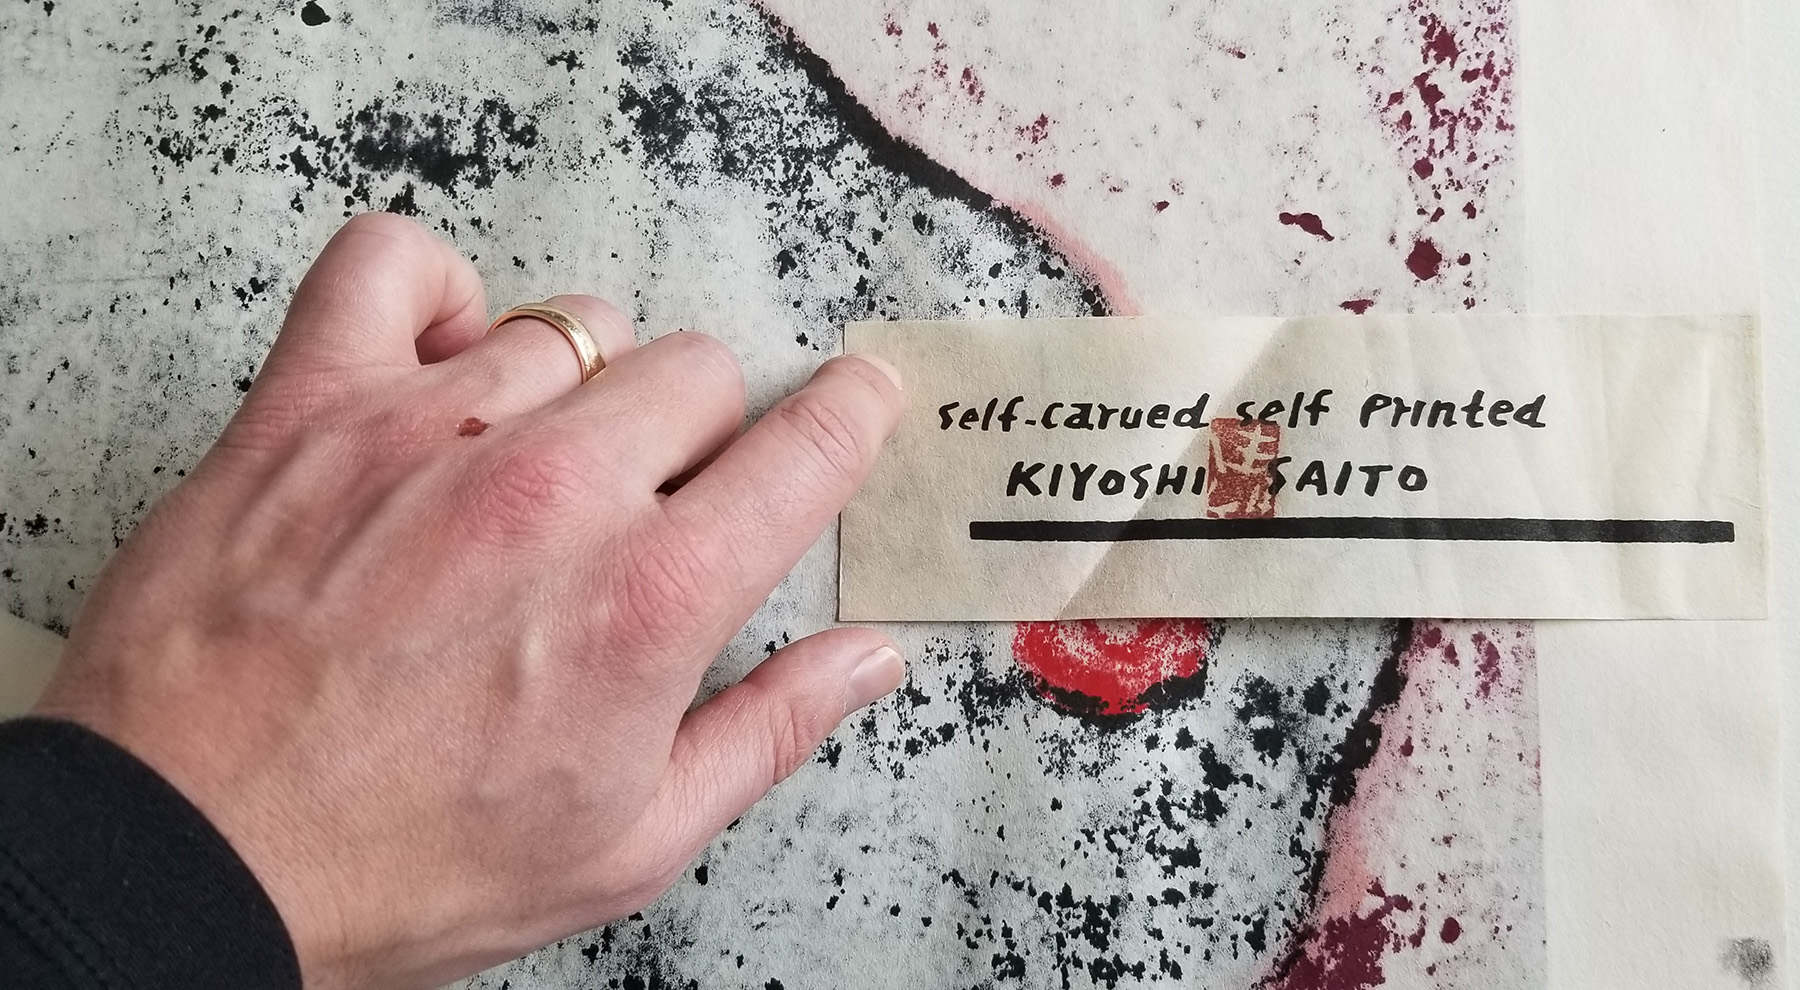 self-carued self Printed
KIYOSHI SAITO